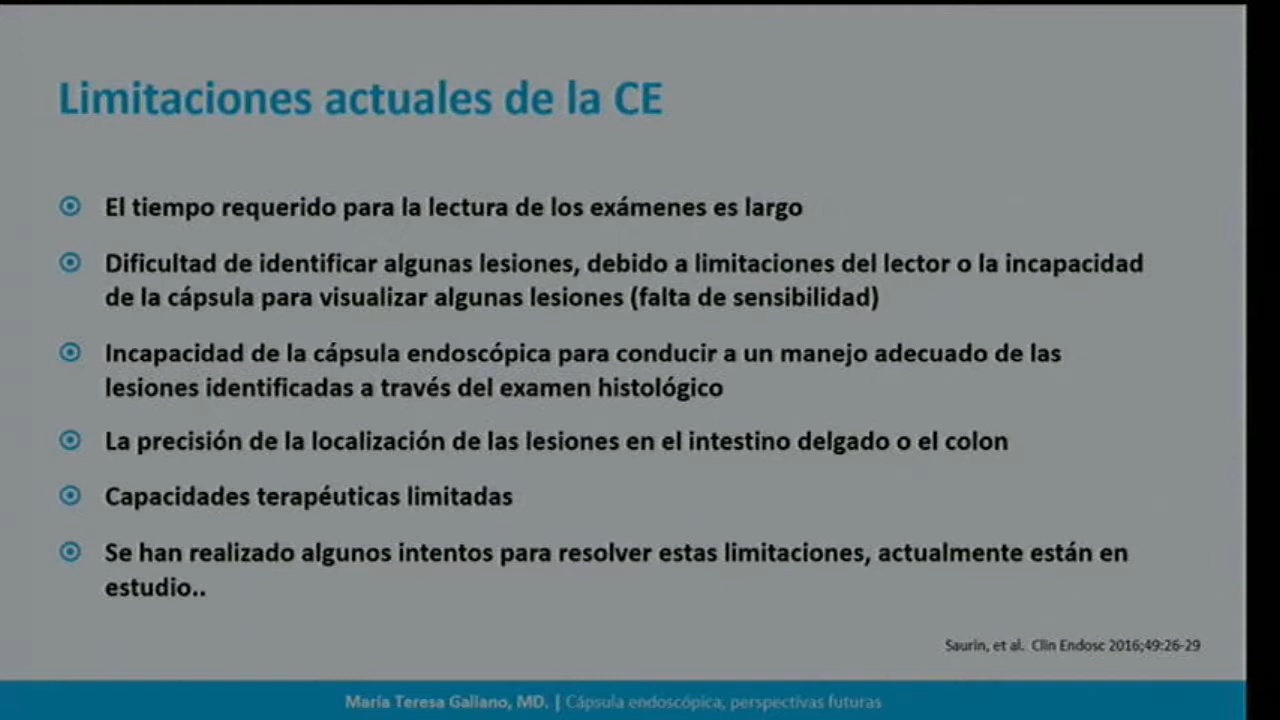 Limitaciones actuales de la CE
El tiempo requerido para la lectura de los exámenes es largo
Dificultad de identificar algunas lesiones, debido a limitaciones del lector o la incapacidad
de la cápsula para visualizar algunas lesiones (falta de sensibilidad)
Incapacidad de la cápsula endoscópica para conducir a un manejo adecuado de las
lesiones identificadas a través del examen histológico
La precisión de la localización de las lesiones en el intestino delgado o el colon
Capacidades terapéuticas limitadas
Se han realizado algunos intentos para resolver estas limitaciones, actualmente están en
estudio..
Saurin, et al. Clin Endosc 2016;49:26-29
María Teresa Galiano, MD. | Cápsula endoscópica, perspectivas futuras